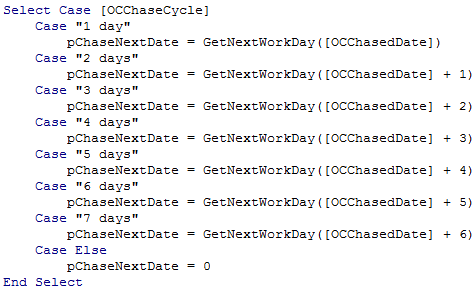 Select Case [OCChaseCycle]
    Case "1 day"
        pChaseNextDate = GetNextWorkDay([OCChasedDate])
    Case "2 days"
        pChaseNextDate = GetNextWorkDay([OCChasedDate] + 1)
    Case "3 days"
        pChaseNextDate = GetNextWorkDay([OCChasedDate] + 2)
    Case "4 days"
        pChaseNextDate = GetNextWorkDay([OCChasedDate] + 3)
    Case "5 days"
        pChaseNextDate = GetNextWorkDay([OCChasedDate] + 4)
    Case "6 days"
        pChaseNextDate = GetNextWorkDay([OCChasedDate] + 5)
    Case "7 days"
        pChaseNextDate = GetNextWorkDay([OCChasedDate] + 6)
    Case Else
        pChaseNextDate = 0
End Select